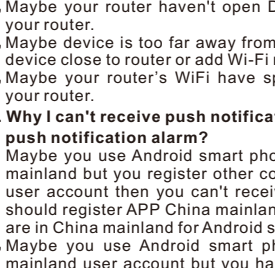 Maybe your router haven't open D
your router.
Maybe device is too far away from
device close to router or add Wi-Fi
Maybe your router's WiFi have sp
your router.
Why I can't receive push notifica
push notification alarm?
Maybe you use Android smart pho
mainland but you register other co
user account then you can't recei
should register APP China mainlan
are in China mainland for Android s
Maybe you use Android smart ph
mainland user account but you ha